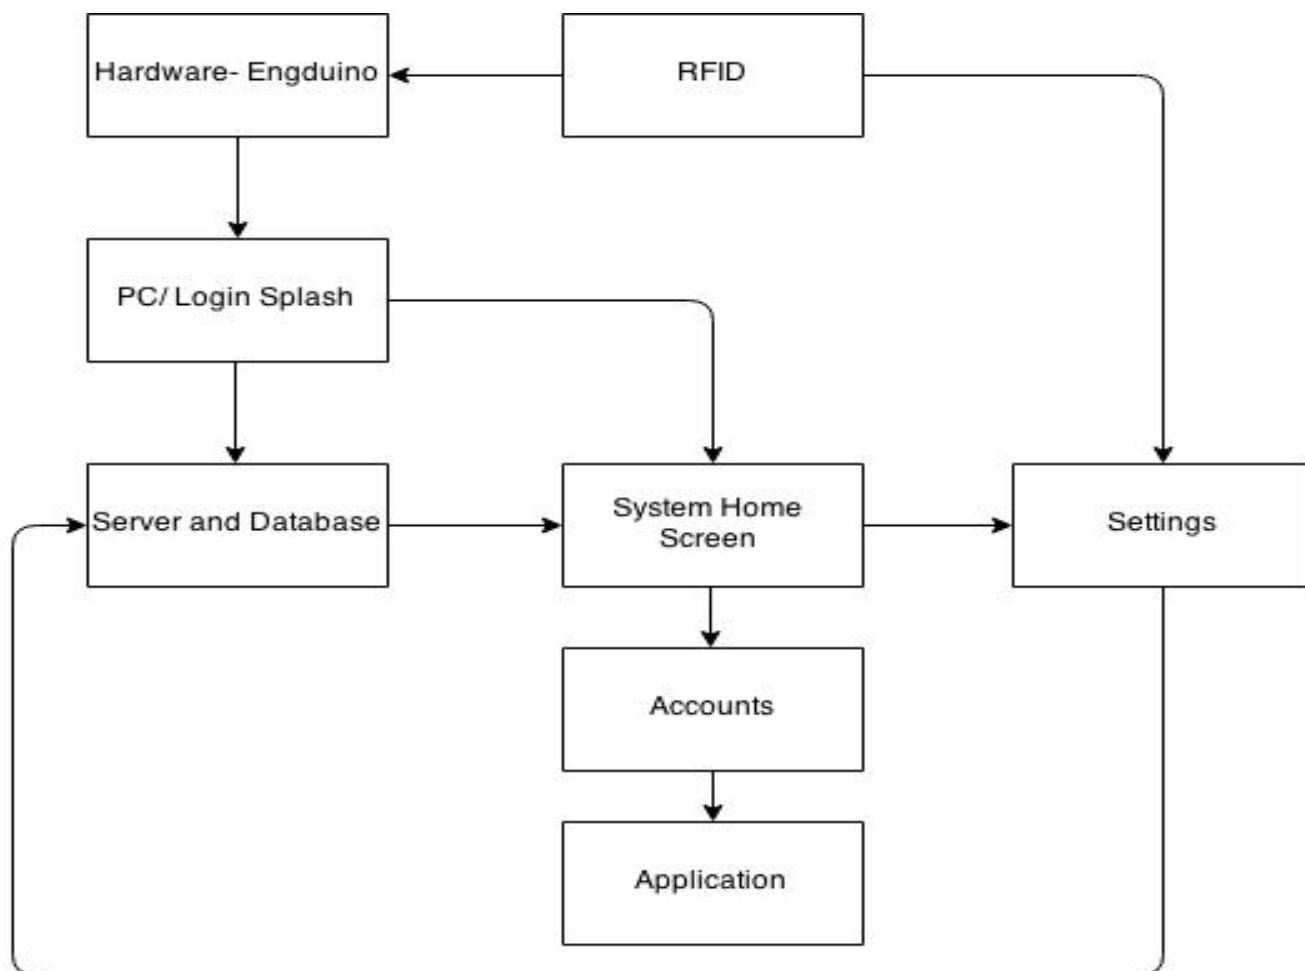 Hardware- Engduino
RFID
PC/ Login Splash
Server and Database
System Home
Screen
Settings
Accounts
Application